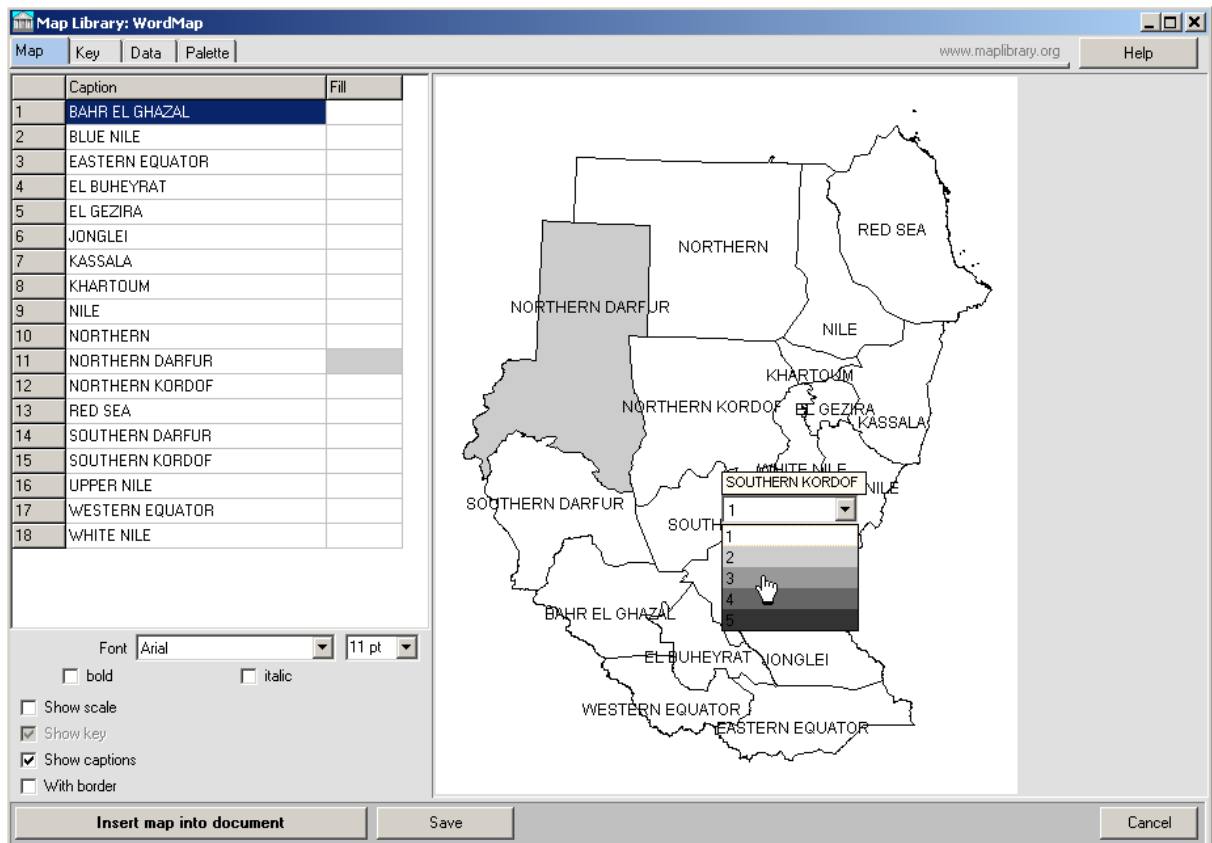 Map Library: WordMap
Map Key Data Palette www.maplibrary.org Help
Caption Fill
1 BAHR EL GHAZAL
2 BLUE NILE
3 EASTERN EQUATOR
4 EL BUHEYRAT
5 EL GEZIRA
6 JONGLEI
7 KASSALA
8 KHARTOUM
9 NILE
10 NORTHERN
11 NORTHERN DARFUR
12 NORTHERN KORDOF
13 RED SEA
14 SOUTHERN DARFUR
15 SOUTHERN KORDOF
16 UPPER NILE
17 WESTERN EQUATOR
18 WHITE NILE
Font Arial 11 pt
bold italic
Show scale
Show key
Show captions
With border
RED SEA
NORTHERN
NORTHERN DARFUR
NILE
KHARTOUM
NORTHERN KORDOF EL GEZIRA
KASSALA
WHITE NILE
SOUTHERN KORDOF
NILE
SOUTHERN DARFUR
1
SOUTH
1
2
3
4
5
BAHR EL GHAZAL
EL BUHEYRAT JONGLEI
WESTERN EQUATOR
EASTERN EQUATOR
Insert map into document Save Cancel